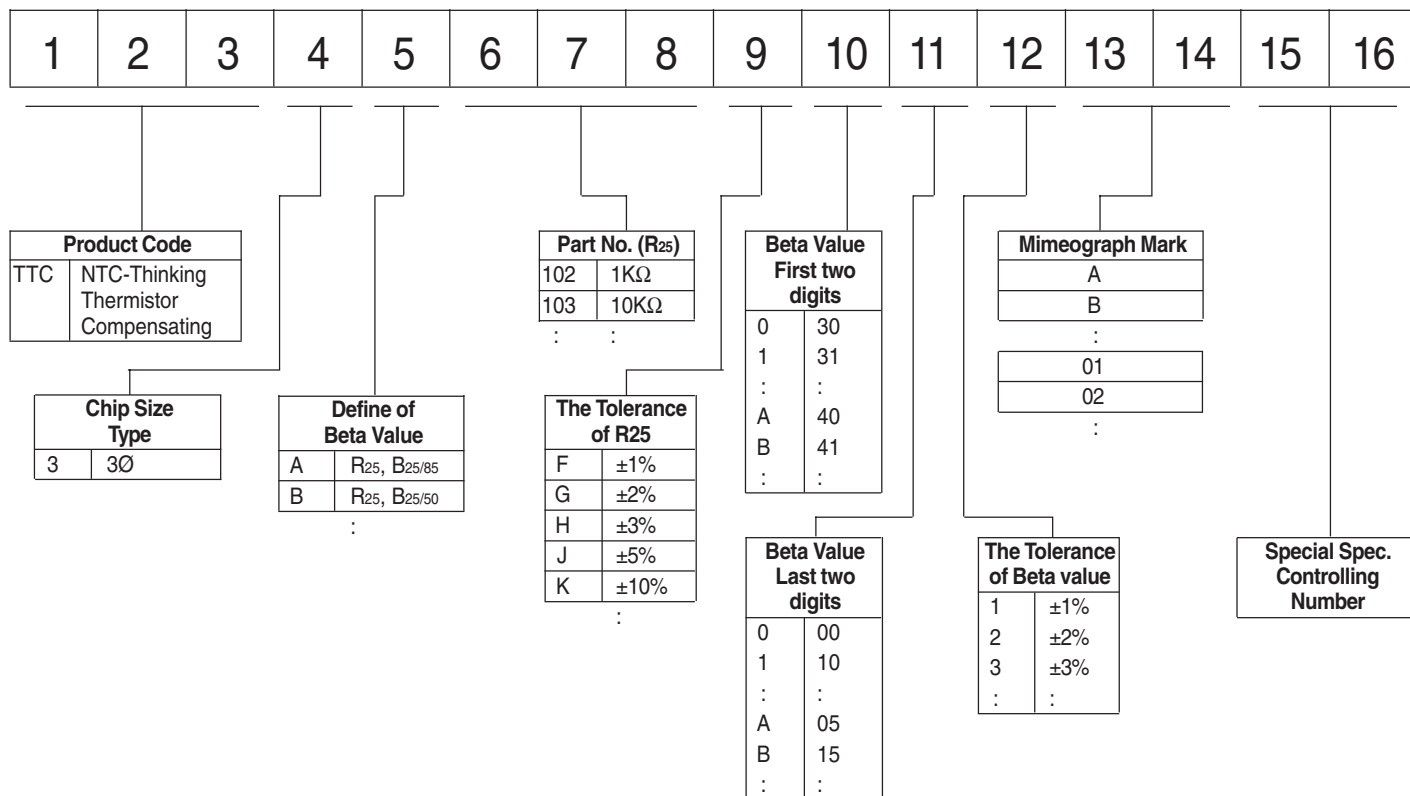 1 2 3 4 5 6 7 8 9 10 11 12 13 14 15 16
Product Code
TTC NTC-Thinking
Thermistor
Compensating
Part No. (R25)
102 1KΩ
103 10KΩ
: :
Beta Value
First two
digits
0 30
1 31
: :
A 40
B 41
: :
Mimeograph Mark
A
B
:
01
02
:
Chip Size
Type
3 3Ø
Define of
Beta Value
A R25, B25/85
B R25, B25/50
:
The Tolerance
of R25
F ±1%
G ±2%
H ±3%
J ±5%
K ±10%
:
Beta Value
Last two
digits
0 00
1 10
: :
A 05
B 15
: :
The Tolerance
of Beta value
1 ±1%
2 ±2%
3 ±3%
: :
Special Spec.
Controlling
Number